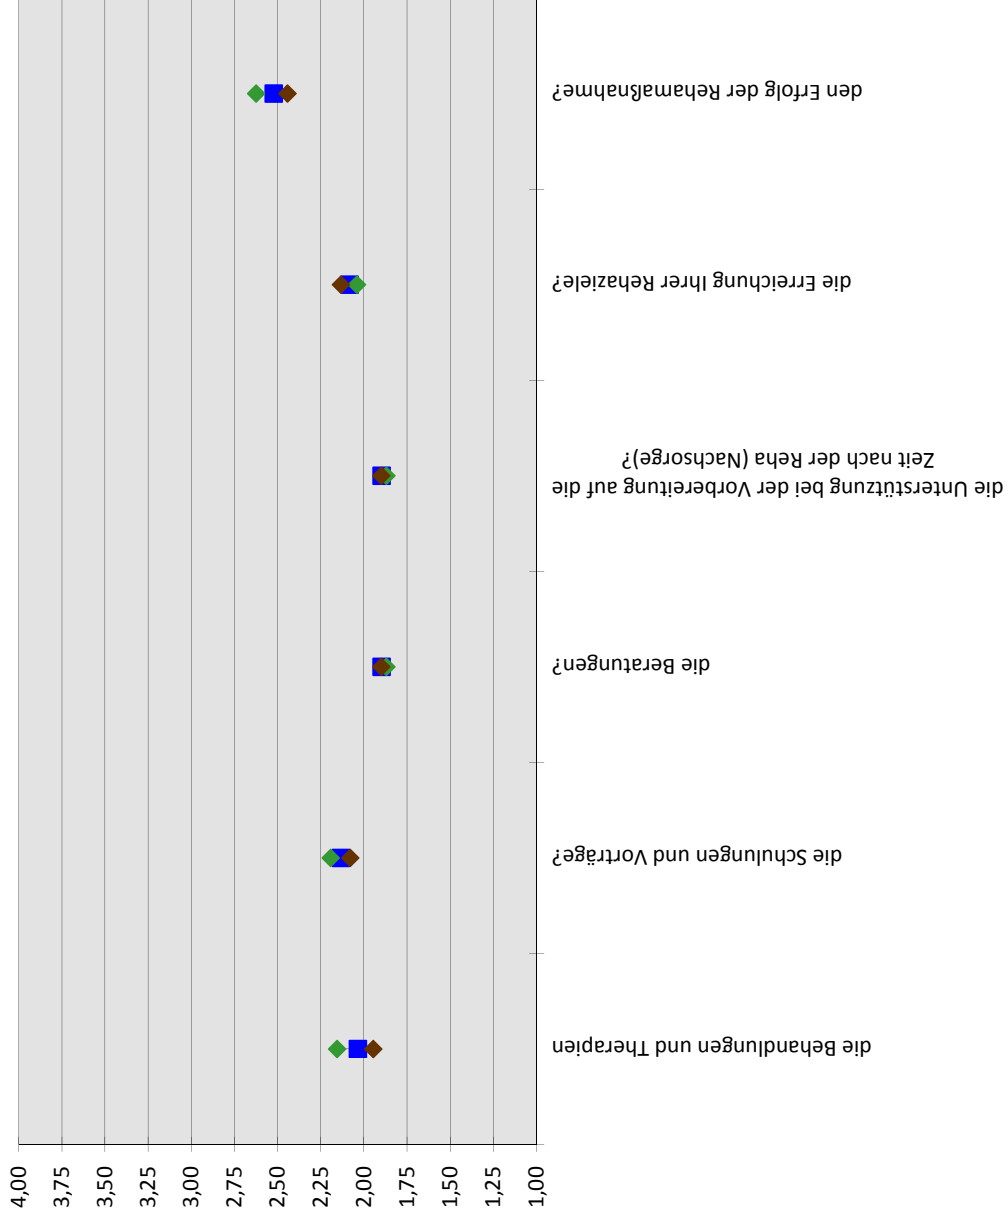 den Erfolg der Rehamaßnahme?
die Erreichung Ihrer Rehaziele?
die Unterstützung bei der Vorbereitung auf die
Zeit nach der Reha (Nachsorge)?
die Beratungen?
die Schulungen und Vorträge?
die Behandlungen und Therapien
4,00
3,75
3,50
3,25
3,00
2,75
2,50
2,25
2,00
1,75
1,50
1,25
1,00